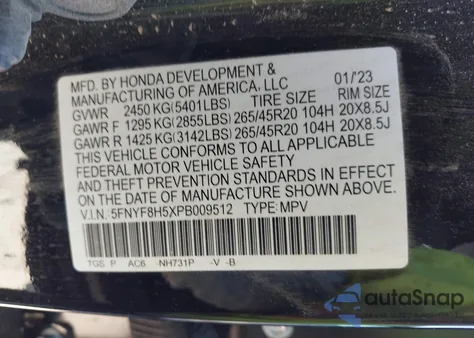 MFD. BY HONDA DEVELOPMENT &
MANUFACTURING OF AMERICA, LLC 01/'23
GVWR 2450 KG(5401LBS) TIRE SIZE RIM SIZE
GAWR F 1295 KG(2855LBS) 265/45R20 104H 20X8.5J
GAWR R 1425 KG(3142LBS) 265/45R20 104H 20X8.5J
THIS VEHICLE CONFORMS TO ALL APPLICABLE
FEDERAL MOTOR VEHICLE SAFETY
AND THEFT PREVENTION STANDARDS IN EFFECT
ON THE DATE OF MANUFACTURE SHOWN ABOVE.
V.I.N.:5FNYF8H5XPB009512 TYPE:MPV
TGS P AC6 -NH731P -V -B
autoSnap
powered by AutoBidMaster